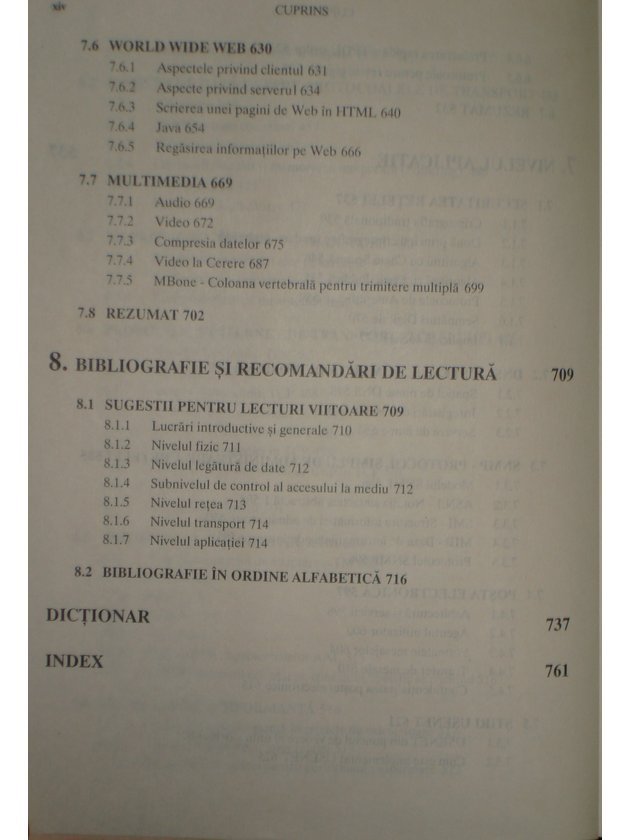 xiv
CUPRINS
7.6 WORLD WIDE WEB 630
7.6.1 Aspectele privind clientul 631
7.6.2 Aspecte privind serverul 634
7.6.3 Scrierea unei pagini de Web în HTML 640
7.6.4 Java 654
7.6.5 Regăsirea informațiilor pe Web 666
7.7 MULTIMEDIA 669
7.7.1 Audio 669
7.7.2 Video 672
7.7.3 Compresia datelor 675
7.7.4 Video la Cerere 687
7.7.5 MBone - Coloana vertebrală pentru trimitere multiplă 699
7.8 REZUMAT 702
8. BIBLIOGRAFIE ȘI RECOMANDĂRI DE LECTURĂ 709
8.1 SUGESTII PENTRU LECTURI VIITOARE 709
8.1.1 Lucrări introductive și generale 710
8.1.2 Nivelul fizic 711
8.1.3 Nivelul legătură de date 712
8.1.4 Subnivelul de control al accesului la mediu 712
8.1.5 Nivelul rețea 713
8.1.6 Nivelul transport 714
8.1.7 Nivelul aplicației 714
8.2 BIBLIOGRAFIE ÎN ORDINE ALFABETICĂ 716
DICȚIONAR 737
INDEX 761